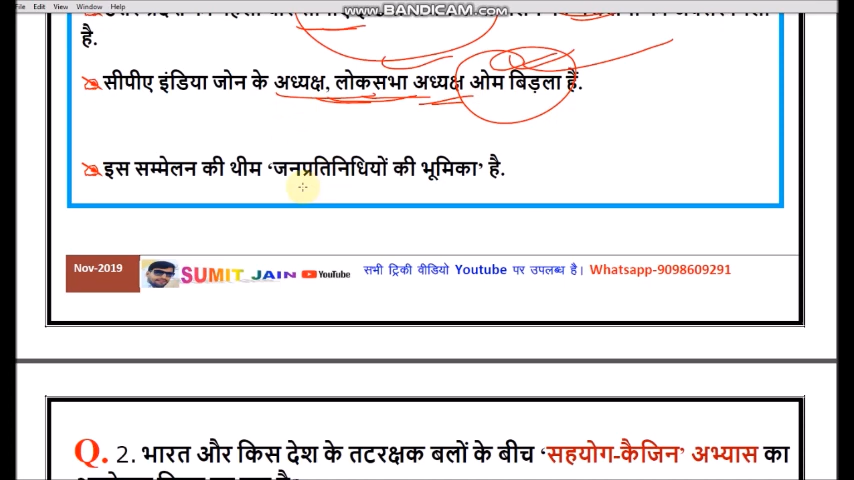 File Edit View Window Help
www.BANDICAM.com
है.
सीपीए इंडिया जोन के अध्यक्ष, लोकसभा अध्यक्ष ओम बिड़ला हैं.
इस सम्मेलन की थीम ‘जनप्रतिनिधियों की भूमिका’ है.
Nov-2019 SUMIT JAIN YouTube सभी ट्रिकी वीडियो Youtube पर उपलब्ध है। Whatsapp-9098609291
Q. 2. भारत और किस देश के तटरक्षक बलों के बीच ‘सहयोग-कैजिन’ अभ्यास का